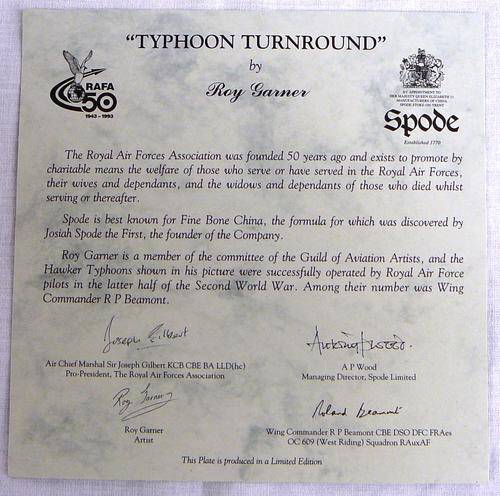 "TYPHOON TURNROUND"
by
Roy Garner
RAFA
50
1943-1993
BY APPOINTMENT TO
HER MAJESTY QUEEN ELIZABETH II
MANUFACTURERS OF CHINA
SPODE STOKE-ON-TRENT
Spode
Established 1770
The Royal Air Forces Association was founded 50 years ago and exists to promote by
charitable means the welfare of those who serve or have served in the Royal Air Forces,
their wives and dependants, and the widows and dependants of those who died whilst
serving or thereafter.
Spode is best known for Fine Bone China, the formula for which was discovered by
Josiah Spode the First, the founder of the Company.
Roy Garner is a member of the committee of the Guild of Aviation Artists, and the
Hawker Typhoons shown in his picture were successfully operated by Royal Air Force
pilots in the latter half of the Second World War. Among their number was Wing
Commander R P Beamont.
Joseph Gilbert
Air Chief Marshal Sir Joseph Gilbert KCB CBE BA LLD(hc)
Pro-President, The Royal Air Forces Association
A P Wood
Managing Director, Spode Limited
Roy Garner
Roy Garner
Artist
Roland Beamont
Wing Commander R P Beamont CBE DSO DFC FRAes
OC 609 (West Riding) Squadron RAuxAF
This Plate is produced in a Limited Edition